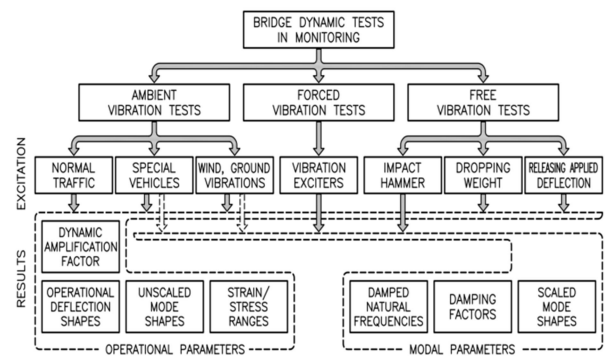 BRIDGE DYNAMIC TESTS
IN MONITORING
AMBIENT
VIBRATION TESTS
FORCED
VIBRATION TESTS
FREE
VIBRATION TESTS
EXCITATION
NORMAL
TRAFFIC
SPECIAL
VEHICLES
WIND, GROUND
VIBRATIONS
VIBRATION
EXCITERS
IMPACT
HAMMER
DROPPING
WEIGHT
RELEASING APPLIED
DEFLECTION
RESULTS
DYNAMIC
AMPLIFICATION
FACTOR
OPERATIONAL
DEFLECTION
SHAPES
UNSCALED
MODE
SHAPES
STRAIN/
STRESS
RANGES
DAMPED
NATURAL
FREQUENCIES
DAMPING
FACTORS
SCALED
MODE
SHAPES
OPERATIONAL PARAMETERS
MODAL PARAMETERS